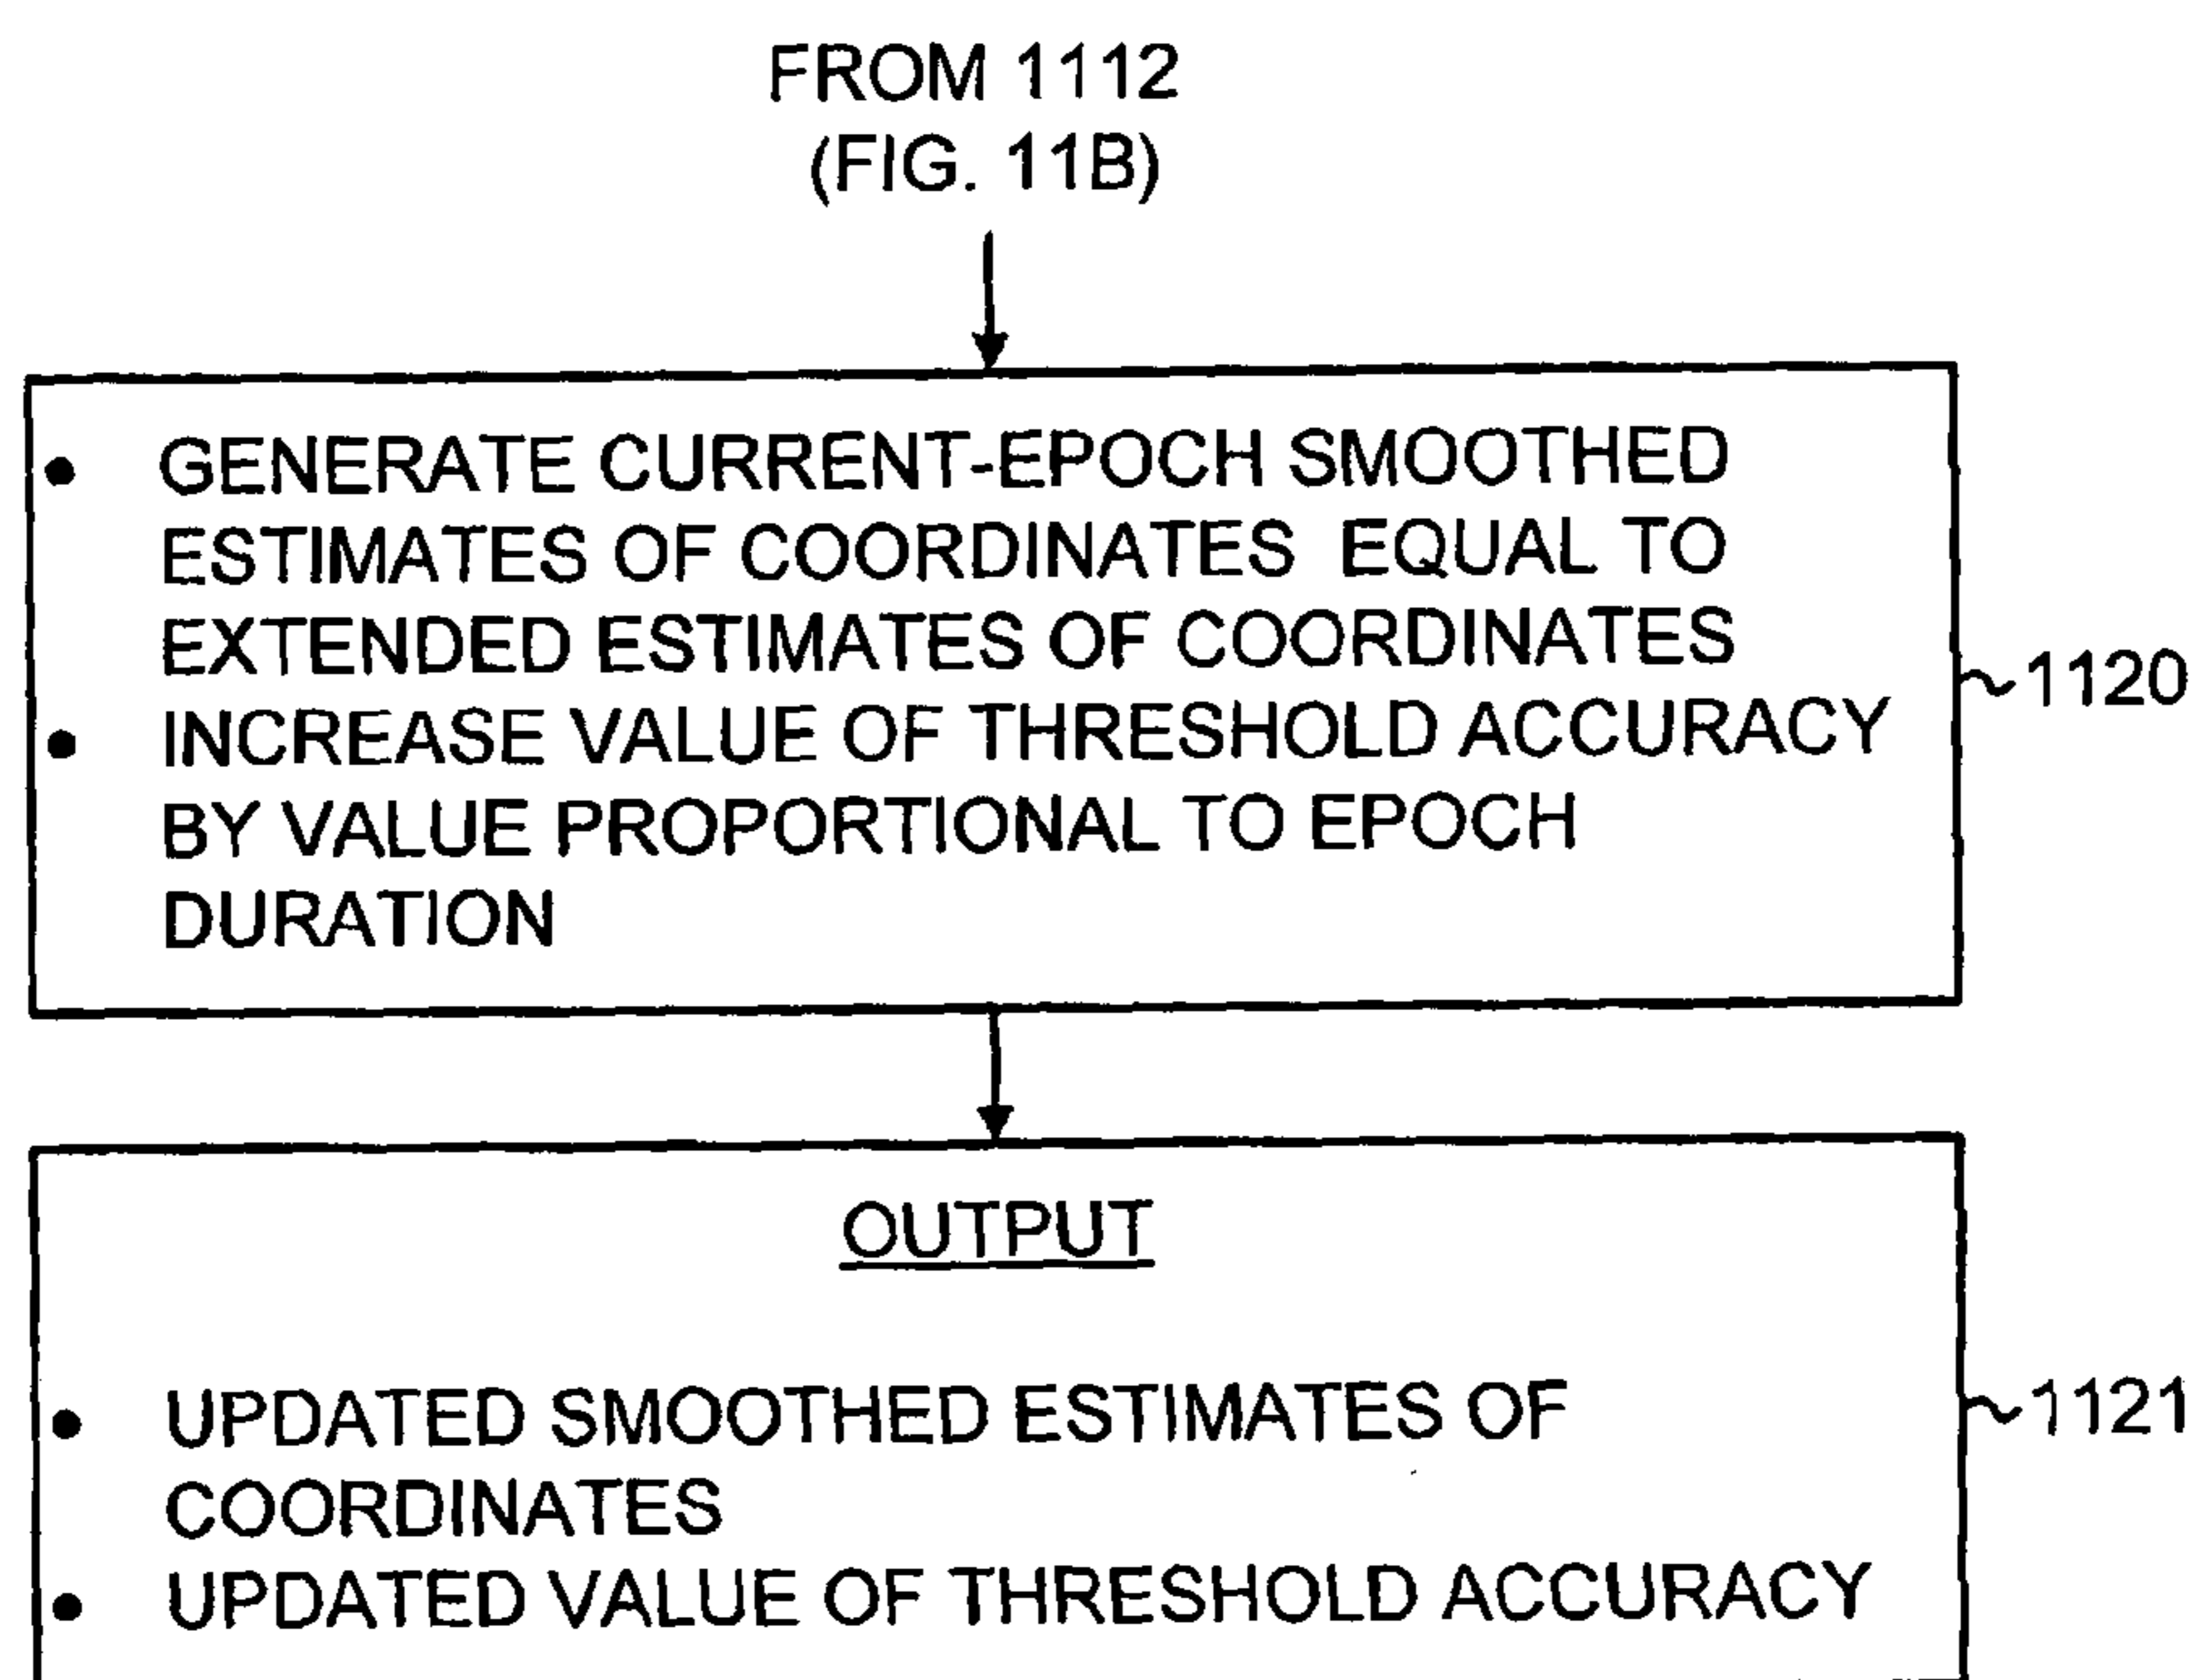 FROM 1112
(FIG. 11B)
• GENERATE CURRENT-EPOCH SMOOTHED
ESTIMATES OF COORDINATES EQUAL TO
EXTENDED ESTIMATES OF COORDINATES
• INCREASE VALUE OF THRESHOLD ACCURACY
BY VALUE PROPORTIONAL TO EPOCH
DURATION
1120
OUTPUT
• UPDATED SMOOTHED ESTIMATES OF
COORDINATES
• UPDATED VALUE OF THRESHOLD ACCURACY
1121